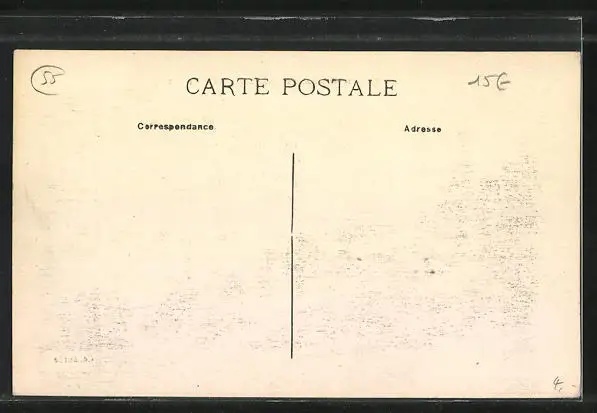 55
CARTE POSTALE
15€
Correspondance
Adresse
4,